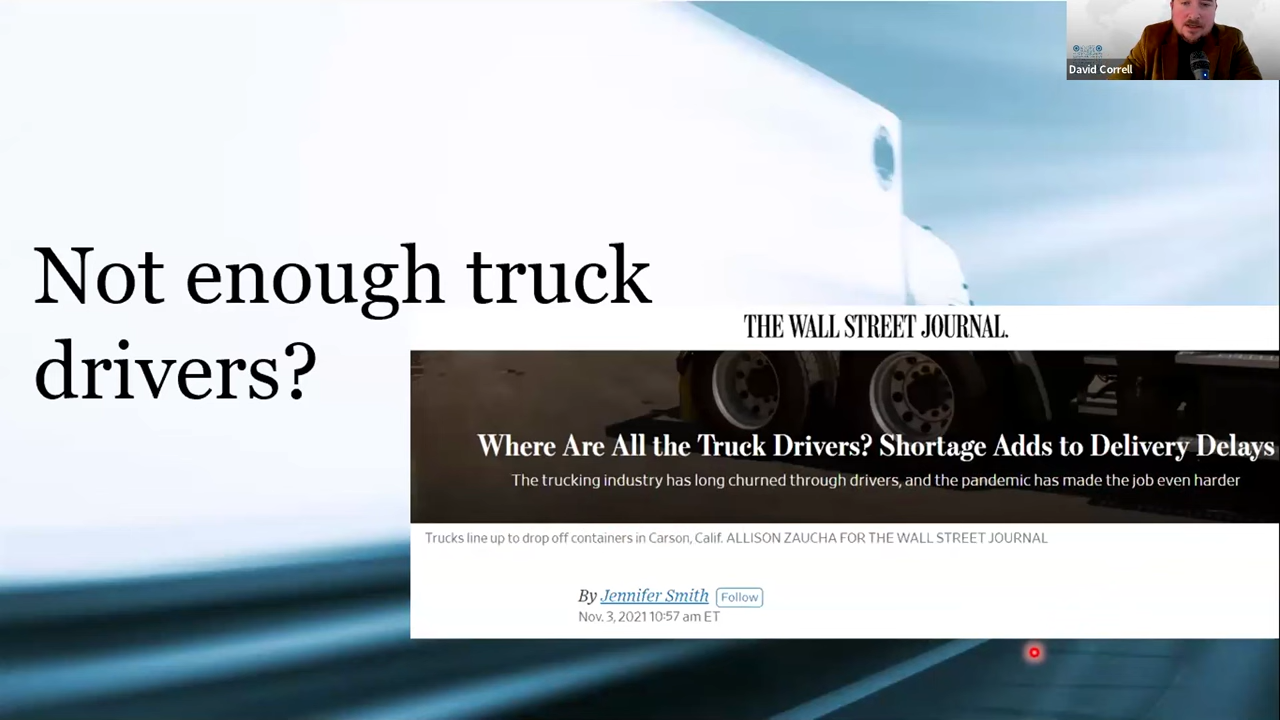 David Correll
Not enough truck
drivers?
THE WALL STREET JOURNAL.
Where Are All the Truck Drivers? Shortage Adds to Delivery Delays
The trucking industry has long churned through drivers, and the pandemic has made the job even harder
Trucks line up to drop off containers in Carson, Calif. ALLISON ZAUCHA FOR THE WALL STREET JOURNAL
By Jennifer Smith Follow
Nov. 3, 2021 10:57 am ET